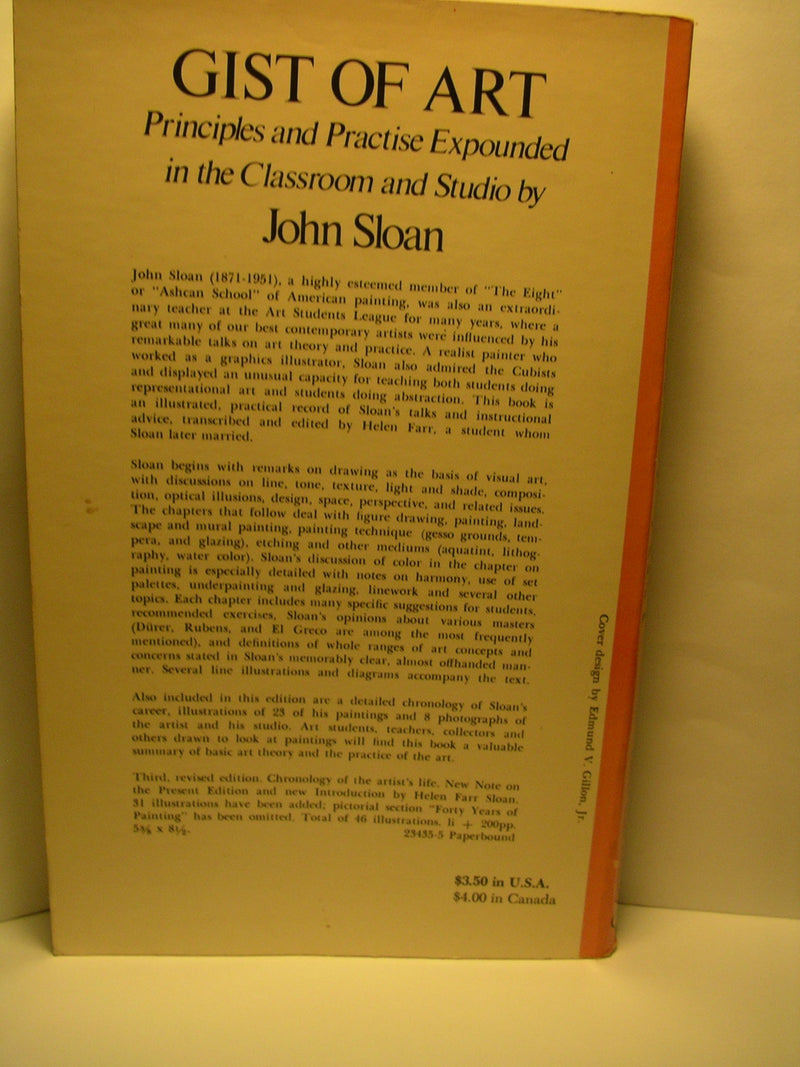 GIST OF ART
Principles and Practise Expounded
in the Classroom and Studio by
John Sloan
John Sloan (1871-1951), a highly esteemed member of "The Eight"
or "Ashcan School" of American painting, was also an extraordi-
nary teacher at the Art Students League for many years, where a
great many of our best contemporary artists were influenced by his
remarkable talks on art theory and practice. A realist painter who
worked as a graphics illustrator, Sloan also admired the Cubists
and displayed an unusual capacity for teaching both students doing
representational art and students doing abstraction. This book is
an illustrated, practical record of Sloan's talks and instructional
advice, transcribed and edited by Helen Farr, a student whom
Sloan later married.
Sloan begins with remarks on drawing as the basis of visual art,
with discussions on line, tone, texture, light and shade, composi-
tion, optical illusions, design, space, perspective, and related issues.
The chapters that follow deal with figure drawing, painting, land-
scape and mural painting, painting technique (gesso grounds, tem-
pera, and glazing), etching and other mediums (aquatint, lithog-
raphy, water color). Sloan's discussion of color in the chapter on
painting is especially detailed with notes on harmony, use of set
palettes, underpainting and glazing, linework and several other
topics. Each chapter includes many specific suggestions for students,
recommended exercises, Sloan's opinions about various masters
(Dürer, Rubens, and El Greco are among the most frequently
mentioned), and definitions of whole ranges of art concepts and
concerns stated in Sloan's memorably clear, almost offhanded man-
ner. Several line illustrations and diagrams accompany the text.
Also included in this edition are a detailed chronology of Sloan's
career, illustrations of 23 of his paintings and 8 photographs of
the artist and his studio. Art students, teachers, collectors and
others drawn to look at paintings will find this book a valuable
summary of basic art theory and the practice of the art.
Third, revised edition. Chronology of the artist's life. New Note on
the Present Edition and new Introduction by Helen Farr Sloan.
31 illustrations have been added; pictorial section "Forty Years of
Painting" has been omitted. Total of 46 illustrations. li + 200pp.
5⅜ x 8½. 23435-5 Paperbound
$3.50 in U.S.A.
$4.00 in Canada
Cover design by Edmund V. Gillon, Jr.